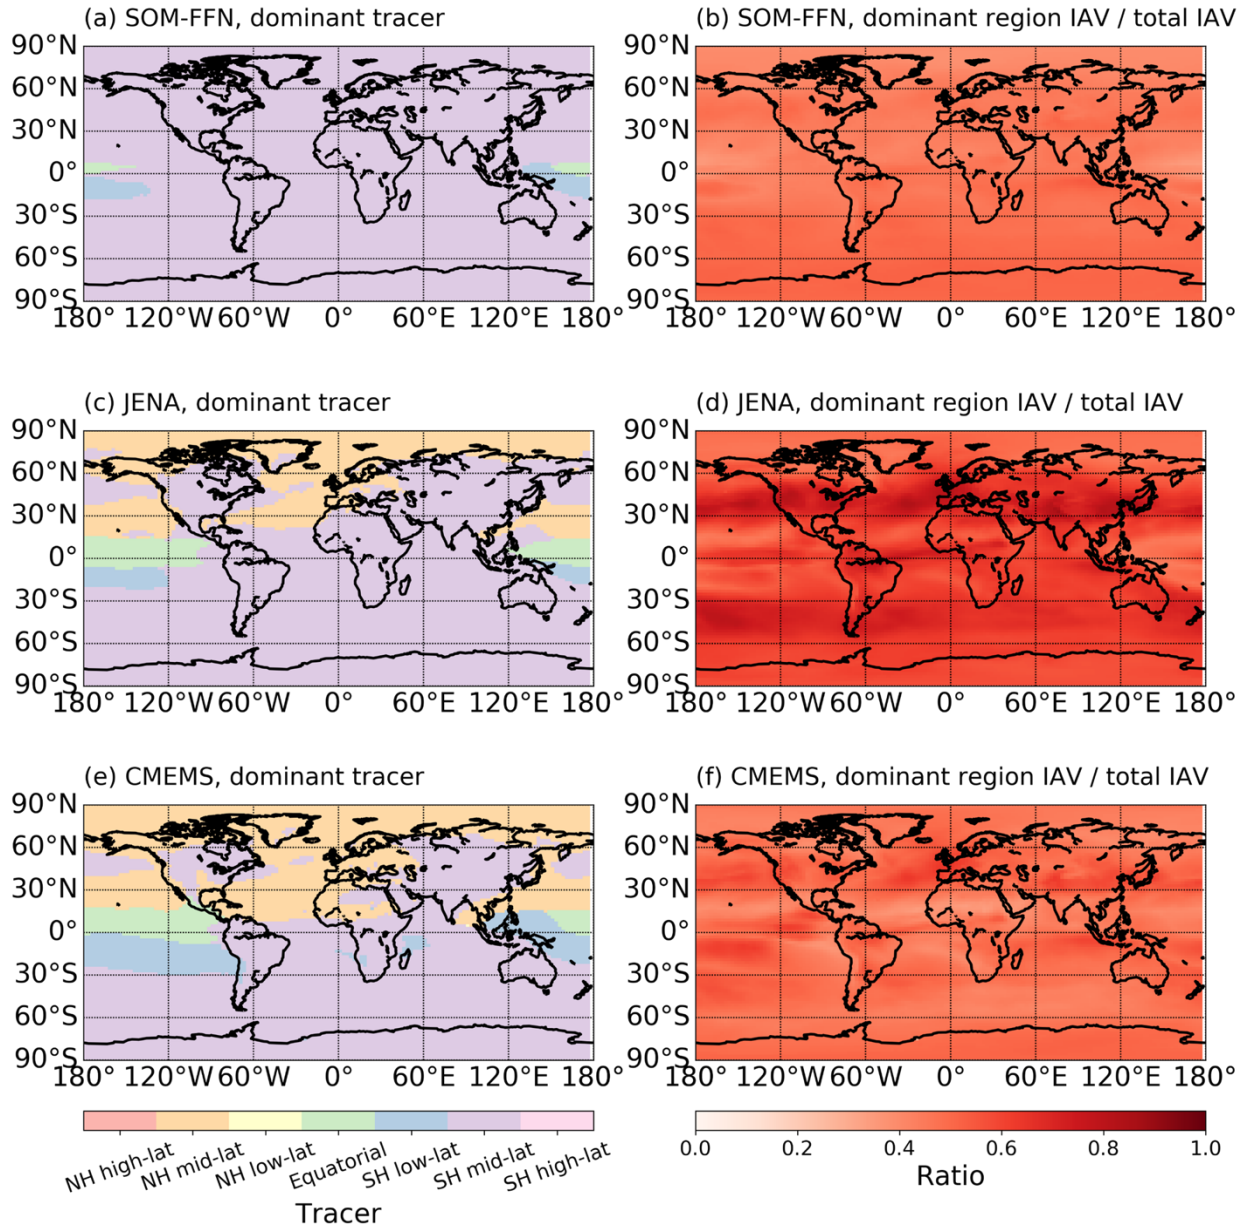 (a) SOM-FFN, dominant tracer
(b) SOM-FFN, dominant region IAV / total IAV
90°N
60°N
30°N
0°
30°S
60°S
90°S
180° 120°W 60°W 0° 60°E 120°E 180°
90°N
60°N
30°N
0°
30°S
60°S
90°S
180° 120°W 60°W 0° 60°E 120°E 180°
(c) JENA, dominant tracer
(d) JENA, dominant region IAV / total IAV
90°N
60°N
30°N
0°
30°S
60°S
90°S
180° 120°W 60°W 0° 60°E 120°E 180°
90°N
60°N
30°N
0°
30°S
60°S
90°S
180° 120°W 60°W 0° 60°E 120°E 180°
(e) CMEMS, dominant tracer
(f) CMEMS, dominant region IAV / total IAV
90°N
60°N
30°N
0°
30°S
60°S
90°S
180° 120°W 60°W 0° 60°E 120°E 180°
90°N
60°N
30°N
0°
30°S
60°S
90°S
180° 120°W 60°W 0° 60°E 120°E 180°
NH high-lat
NH mid-lat
NH low-lat
Equatorial
SH low-lat
SH mid-lat
SH high-lat
Tracer
0.0 0.2 0.4 0.6 0.8 1.0
Ratio